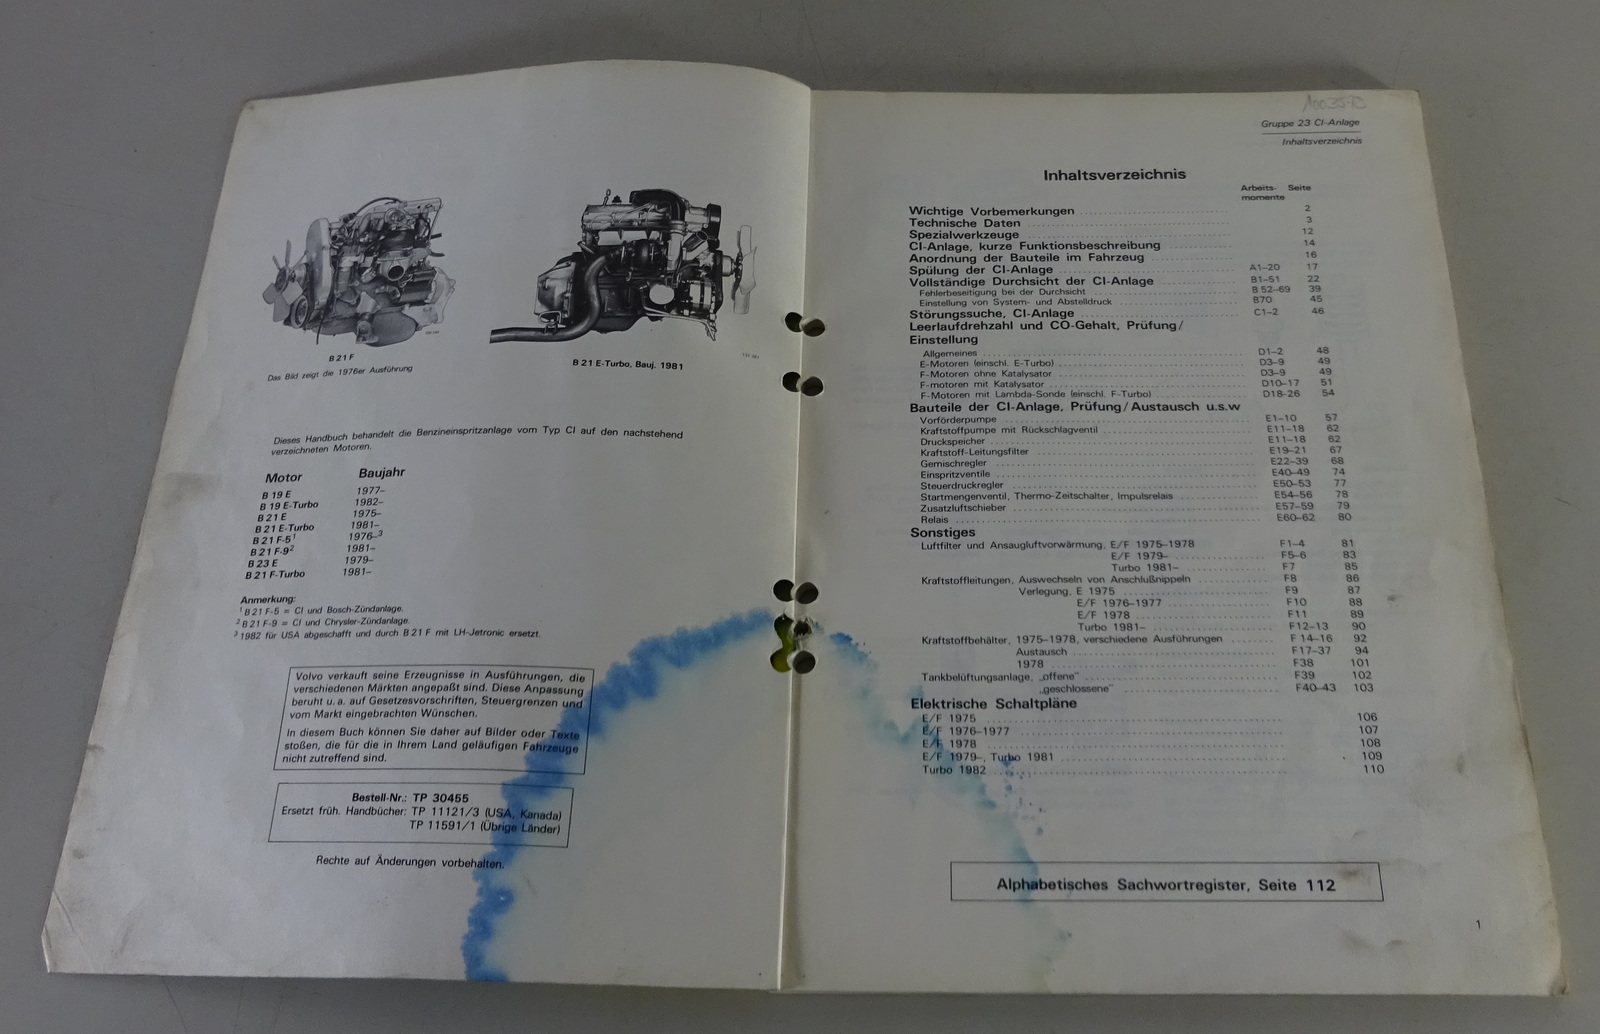 B 21 F
Das Bild zeigt die 1976er Ausführung
B 21 E-Turbo, Bauj. 1981
Dieses Handbuch behandelt die Benzineinspritzanlage vom Typ CI auf den nachstehend
verzeichneten Motoren.
Motor Baujahr
B 19 E 1977–
B 19 E-Turbo 1982–
B 21 E 1975–
B 21 E-Turbo 1981–
B 21 F-5¹ 1976–³
B 21 F-9² 1981–
B 23 E 1979–
B 21 F-Turbo 1981–
Anmerkung:
¹ B 21 F-5 = CI und Bosch-Zündanlage.
² B 21 F-9 = CI und Chrysler-Zündanlage.
³ 1982 für USA abgeschafft und durch B 21 F mit LH-Jetronic ersetzt.
Volvo verkauft seine Erzeugnisse in Ausführungen, die
verschiedenen Märkten angepaßt sind. Diese Anpassung
beruht u. a. auf Gesetzesvorschriften, Steuergrenzen und
vom Markt eingebrachten Wünschen.
In diesem Buch können Sie daher auf Bilder oder Texte
stoßen, die für die in Ihrem Land geläufigen Fahrzeuge
nicht zutreffend sind.
Bestell-Nr.: TP 30455
Ersetzt früh. Handbücher: TP 11121/3 (USA, Kanada)
TP 11591/1 (Übrige Länder)
Rechte auf Änderungen vorbehalten.
Gruppe 23 CI-Anlage
Inhaltsverzeichnis
Inhaltsverzeichnis
Arbeits- Seite
momente
Wichtige Vorbemerkungen 2
Technische Daten 3
Spezialwerkzeuge 12
CI-Anlage, kurze Funktionsbeschreibung 14
Anordnung der Bauteile im Fahrzeug 16
Spülung der CI-Anlage A1–20 17
Vollständige Durchsicht der CI-Anlage B1–51 22
Fehlerbeseitigung bei der Durchsicht B 52–69 39
Einstellung von System- und Abstelldruck B70 45
Störungssuche, CI-Anlage C1–2 46
Leerlaufdrehzahl und CO-Gehalt, Prüfung/
Einstellung
Allgemeines D1–2 48
E-Motoren (einschl. E-Turbo) D3–9 49
F-Motoren ohne Katalysator D3–9 49
F-motoren mit Katalysator D10–17 51
F-Motoren mit Lambda-Sonde (einschl. F-Turbo) D18-26 54
Bauteile der CI-Anlage, Prüfung/Austausch u.s.w
Vorförderpumpe E1–10 57
Kraftstoffpumpe mit Rückschlagventil E11–18 62
Druckspeicher E11–18 62
Kraftstoff-Leitungsfilter E19–21 67
Gemischregler E22–39 68
Einspritzventile E40–49 74
Steuerdruckregler E50–53 77
Startmengenventil, Thermo-Zeitschalter, Impulsrelais E54–56 78
Zusatzluftschieber E57–59 79
Relais E60–62 80
Sonstiges
Luftfilter und Ansaugluftvorwärmung, E/F 1975–1978 F1–4 81
E/F 1979– F5–6 83
Turbo 1981– F7 85
Kraftstoffleitungen, Auswechseln von Anschlußnippeln F8 86
Verlegung, E 1975 F9 87
E/F 1976–1977 F10 88
E/F 1978 F11 89
Turbo 1981– F12–13 90
Kraftstoffbehälter, 1975–1978, verschiedene Ausführungen F 14–16 92
Austausch F17–37 94
1978 F38 101
Tankbelüftungsanlage, „offene“ F39 102
„geschlossene“ F40–43 103
Elektrische Schaltpläne
E/F 1975 106
E/F 1976–1977 107
E/F 1978 108
E/F 1979–, Turbo 1981 109
Turbo 1982 110
Alphabetisches Sachwortregister, Seite 112
1